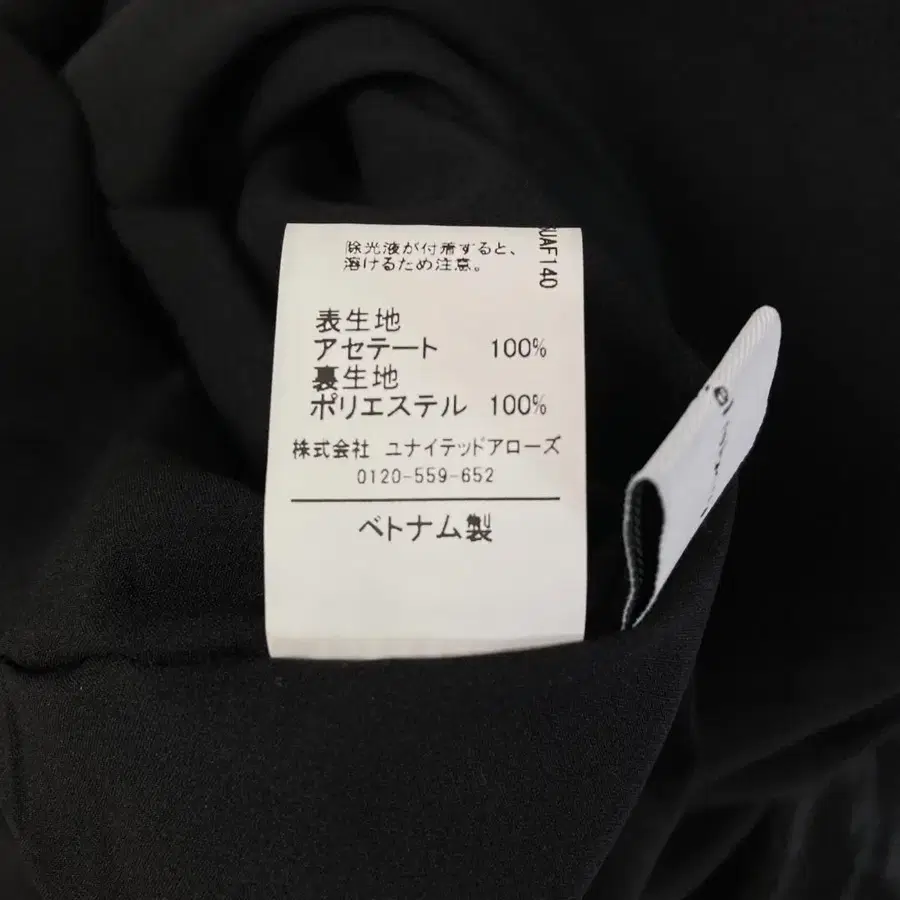 除光液が付着すると、
溶けるため注意。
表生地
アセテート 100%
裏生地
ポリエステル 100%
株式会社 ユナイテッドアローズ
0120-559-652
ベトナム製